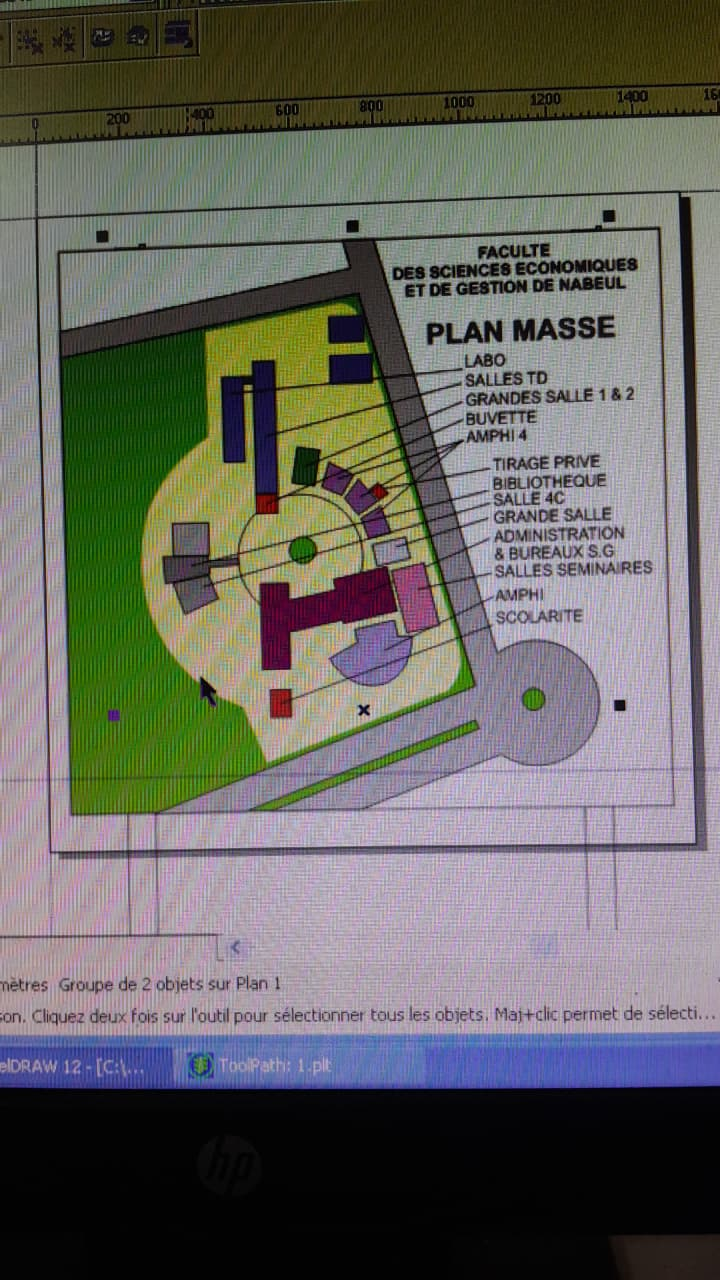 0 200 400 600 800 1000 1200 1400
FACULTE
DES SCIENCES ECONOMIQUES
ET DE GESTION DE NABEUL
PLAN MASSE
LABO
SALLES TD
GRANDES SALLE 1 & 2
BUVETTE
AMPHI 4
TIRAGE PRIVE
BIBLIOTHEQUE
SALLE 4C
GRANDE SALLE
ADMINISTRATION
& BUREAUX S.G
SALLES SEMINAIRES
AMPHI
SCOLARITE
mètres Groupe de 2 objets sur Plan 1
son. Cliquez deux fois sur l'outil pour sélectionner tous les objets. Maj+clic permet de sélecti...
elDRAW 12 - [C:\...
ToolPath: 1.plt
hp